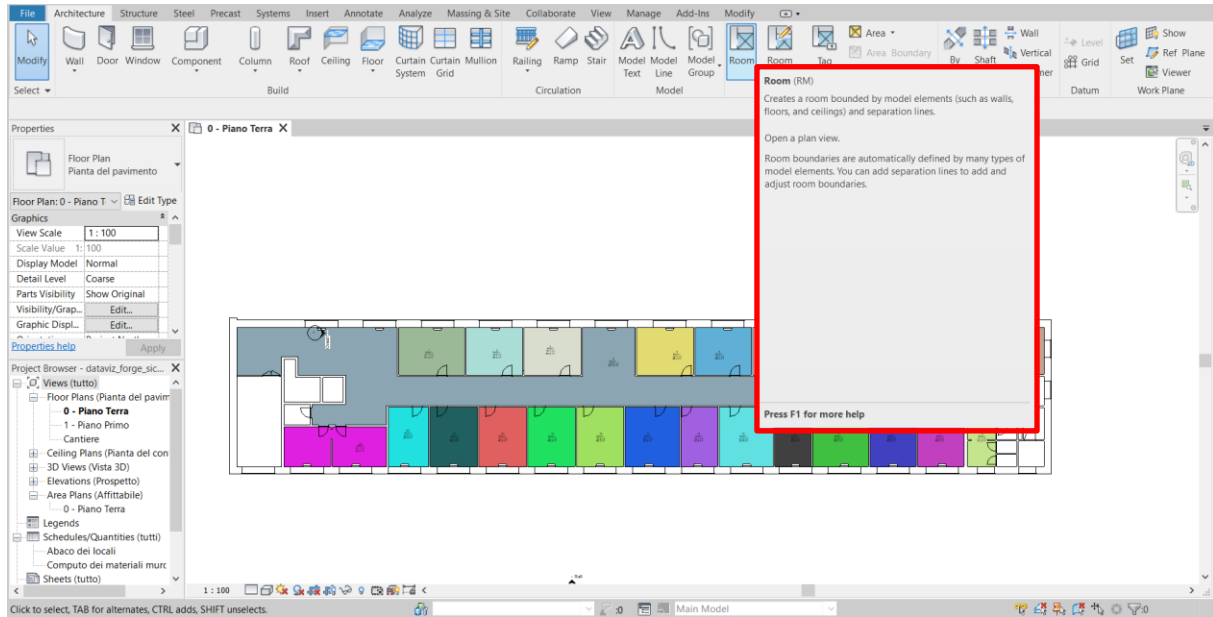 File Architecture Structure Steel Precast Systems Insert Annotate Analyze Massing & Site Collaborate View Manage Add-Ins Modify
Modify Wall Door Window Component Column Roof Ceiling Floor Curtain System Curtain Grid Mullion Railing Ramp Stair Model Text Model Line Model Group Room Room Tag Area Area Boundary By Shaft Wall Vertical Level Grid Set Show Ref Plane Viewer
Select Build Circulation Model Datum Work Plane
Room (RM)
Creates a room bounded by model elements (such as walls,
floors, and ceilings) and separation lines.
Open a plan view.
Room boundaries are automatically defined by many types of
model elements. You can add separation lines to add and
adjust room boundaries.
Press F1 for more help
Properties
0 - Piano Terra
Floor Plan
Pianta del pavimento
Floor Plan: 0 - Piano T Edit Type
Graphics
View Scale 1 : 100
Scale Value 1: 100
Display Model Normal
Detail Level Coarse
Parts Visibility Show Original
Visibility/Grap... Edit...
Graphic Displ... Edit...
Properties help Apply
Project Browser - dataviz_forge_sic...
Views (tutto)
Floor Plans (Pianta del pavim
0 - Piano Terra
1 - Piano Primo
Cantiere
Ceiling Plans (Pianta del con
3D Views (Vista 3D)
Elevations (Prospetto)
Area Plans (Affittabile)
0 - Piano Terra
Legends
Schedules/Quantities (tutti)
Abaco dei locali
Computo dei materiali murc
Sheets (tutto)
1 : 100
Click to select, TAB for alternates, CTRL adds, SHIFT unselects.
:0
Main Model
:0